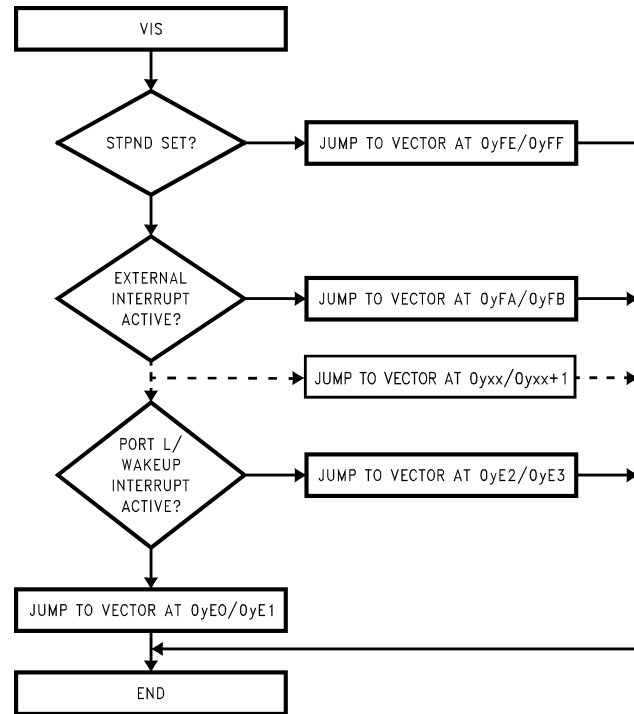 VIS
STPND SET?
JUMP TO VECTOR AT 0yFE/0yFF
EXTERNAL
INTERRUPT
ACTIVE?
JUMP TO VECTOR AT 0yFA/0yFB
JUMP TO VECTOR AT 0yxx/0yxx+1
PORT L/
WAKEUP
INTERRUPT
ACTIVE?
JUMP TO VECTOR AT 0yE2/0yE3
JUMP TO VECTOR AT 0yE0/0yE1
END